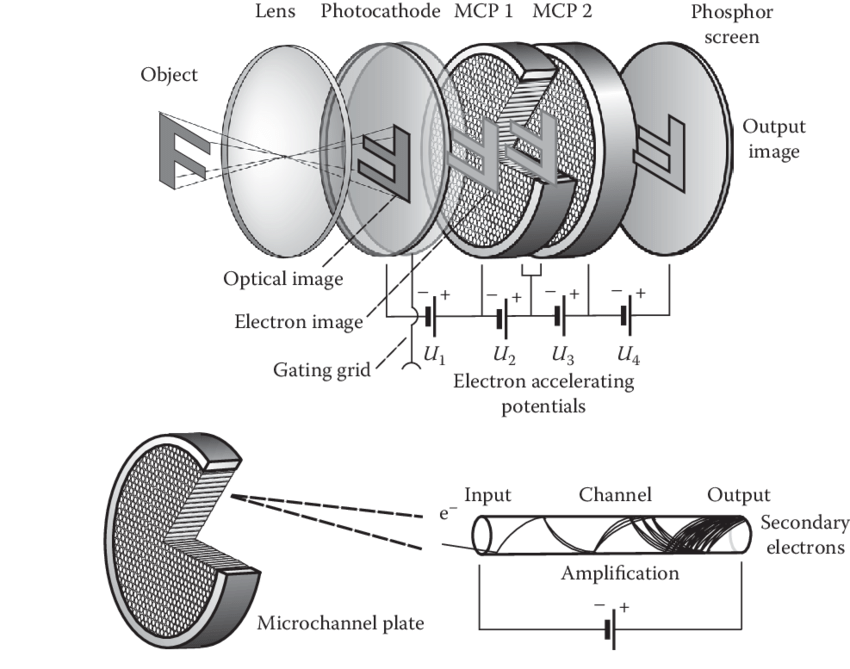 Lens
Photocathode
MCP 1
MCP 2
Phosphor
screen
Object
Output
image
Optical image
Electron image
Gating grid
− +
− +
− +
− +
U1
U2
U3
U4
Electron accelerating
potentials
Input
Channel
Output
e−
Secondary
electrons
Amplification
− +
Microchannel plate